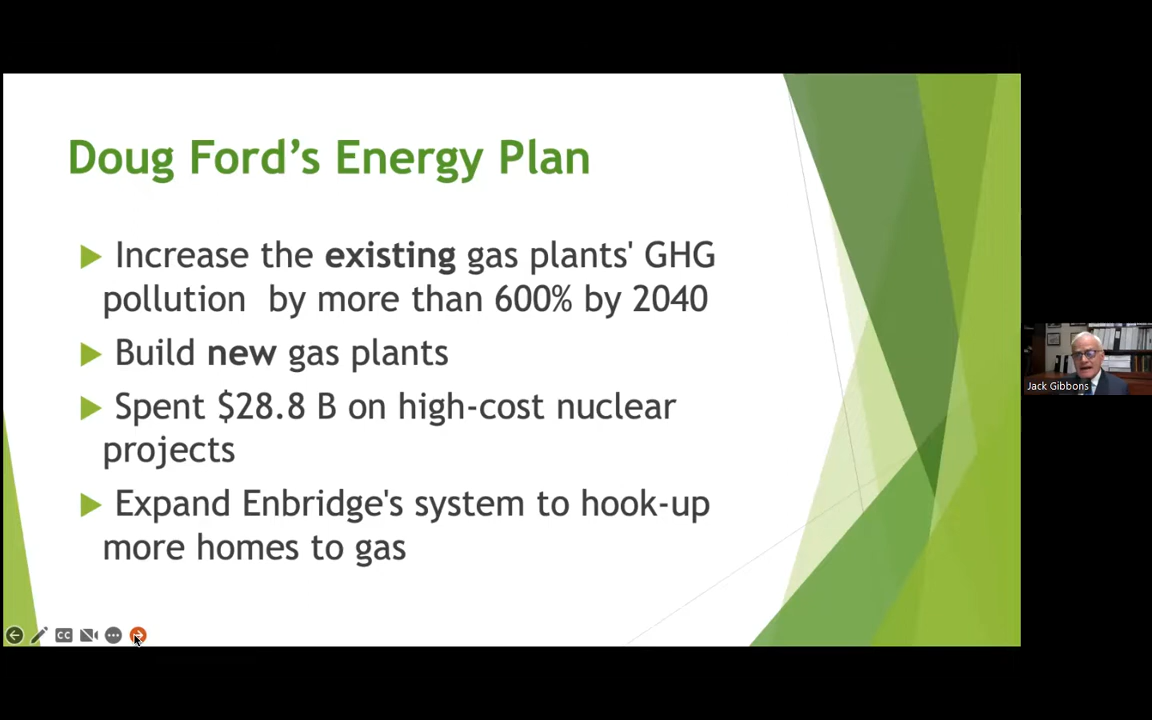 Doug Ford's Energy Plan
Increase the existing gas plants' GHG
pollution by more than 600% by 2040
Build new gas plants
Spent $28.8 B on high-cost nuclear
projects
Expand Enbridge's system to hook-up
more homes to gas
Jack Gibbons
CC